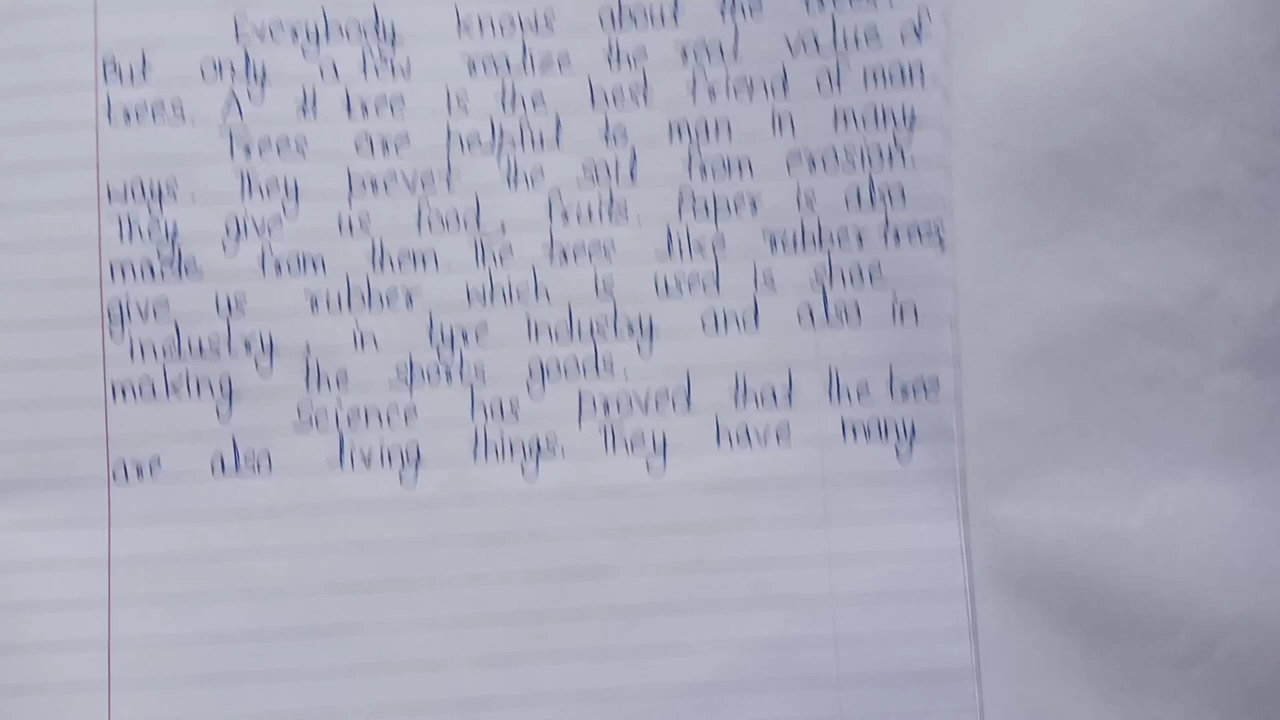 Everybody knows about the trees.
But only a few realize the real value of
trees. A tree is the best friend of man.
Trees are helpful to man in many
ways. They prevet the soil from erosion.
They give us food, fruits. Paper is also
made from them. The trees like rubber trees
give us rubber which is used is shoe
industry, in tyre industry and also in
making the sports goods.
Science has proved that the tree
are also living things. They have many